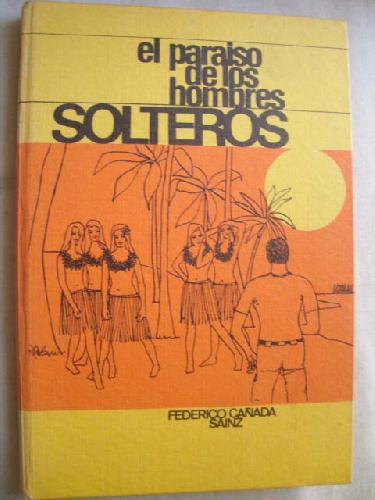 el paraiso
de los
hombres
SOLTEROS
FEDERICO CAÑADA
SAINZ